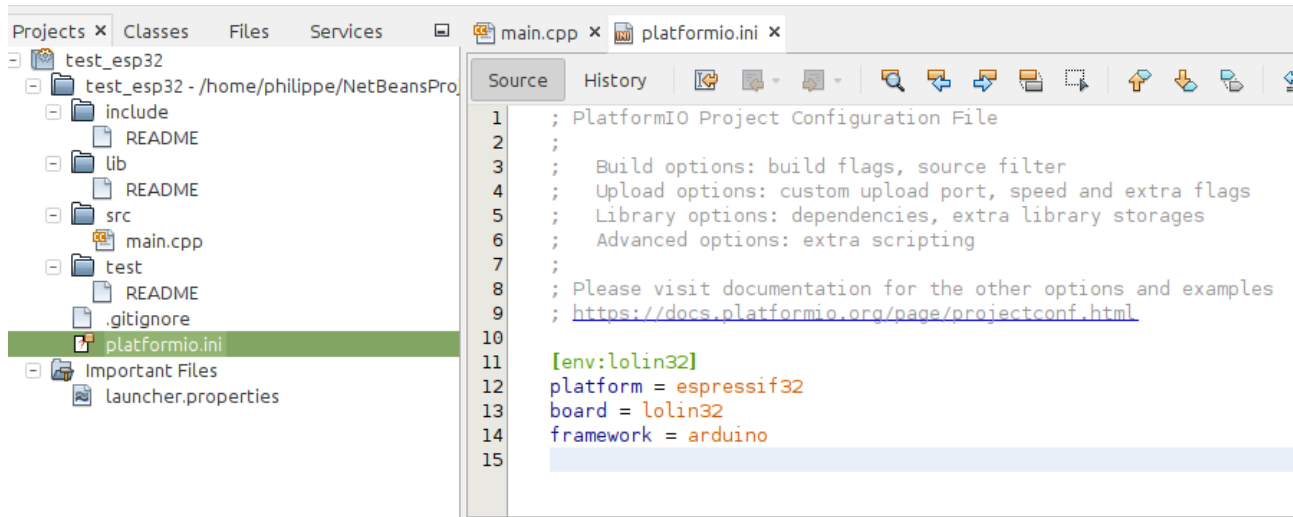 Projects Classes Files Services
test_esp32
test_esp32 - /home/philippe/NetBeansPro
include
README
lib
README
src
main.cpp
test
README
.gitignore
platformio.ini
Important Files
launcher.properties
main.cpp platformio.ini
Source History
1 ; PlatformIO Project Configuration File
2 ;
3 ;   Build options: build flags, source filter
4 ;   Upload options: custom upload port, speed and extra flags
5 ;   Library options: dependencies, extra library storages
6 ;   Advanced options: extra scripting
7 ;
8 ; Please visit documentation for the other options and examples
9 ; https://docs.platformio.org/page/projectconf.html
10
11 [env:lolin32]
12 platform = espressif32
13 board = lolin32
14 framework = arduino
15